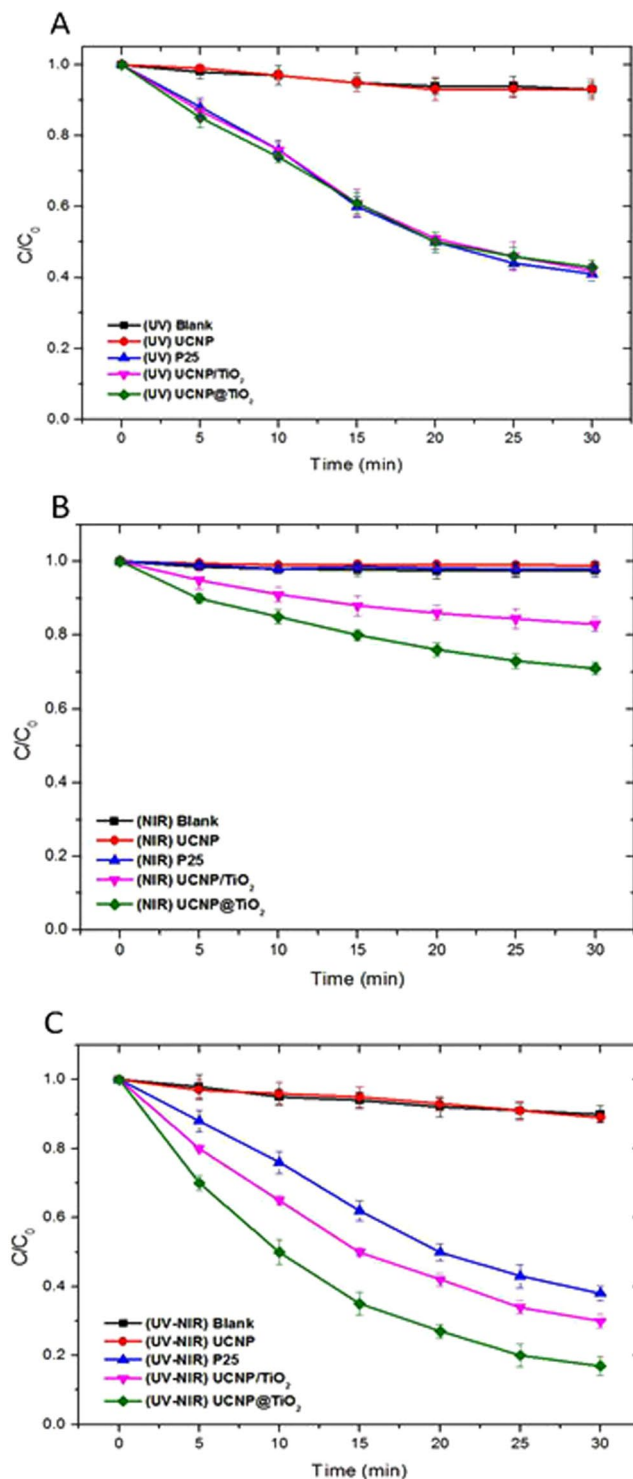 A
1.0
0.8
0.6
0.4
0.2
0.0
C/C₀
(UV) Blank
(UV) UCNP
(UV) P25
(UV) UCNP/TiO₂
(UV) UCNP@TiO₂
0 5 10 15 20 25 30
Time (min)
B
1.0
0.8
0.6
0.4
0.2
0.0
C/C₀
(NIR) Blank
(NIR) UCNP
(NIR) P25
(NIR) UCNP/TiO₂
(NIR) UCNP@TiO₂
0 5 10 15 20 25 30
Time (min)
C
1.0
0.8
0.6
0.4
0.2
0.0
C/C₀
(UV-NIR) Blank
(UV-NIR) UCNP
(UV-NIR) P25
(UV-NIR) UCNP/TiO₂
(UV-NIR) UCNP@TiO₂
0 5 10 15 20 25 30
Time (min)